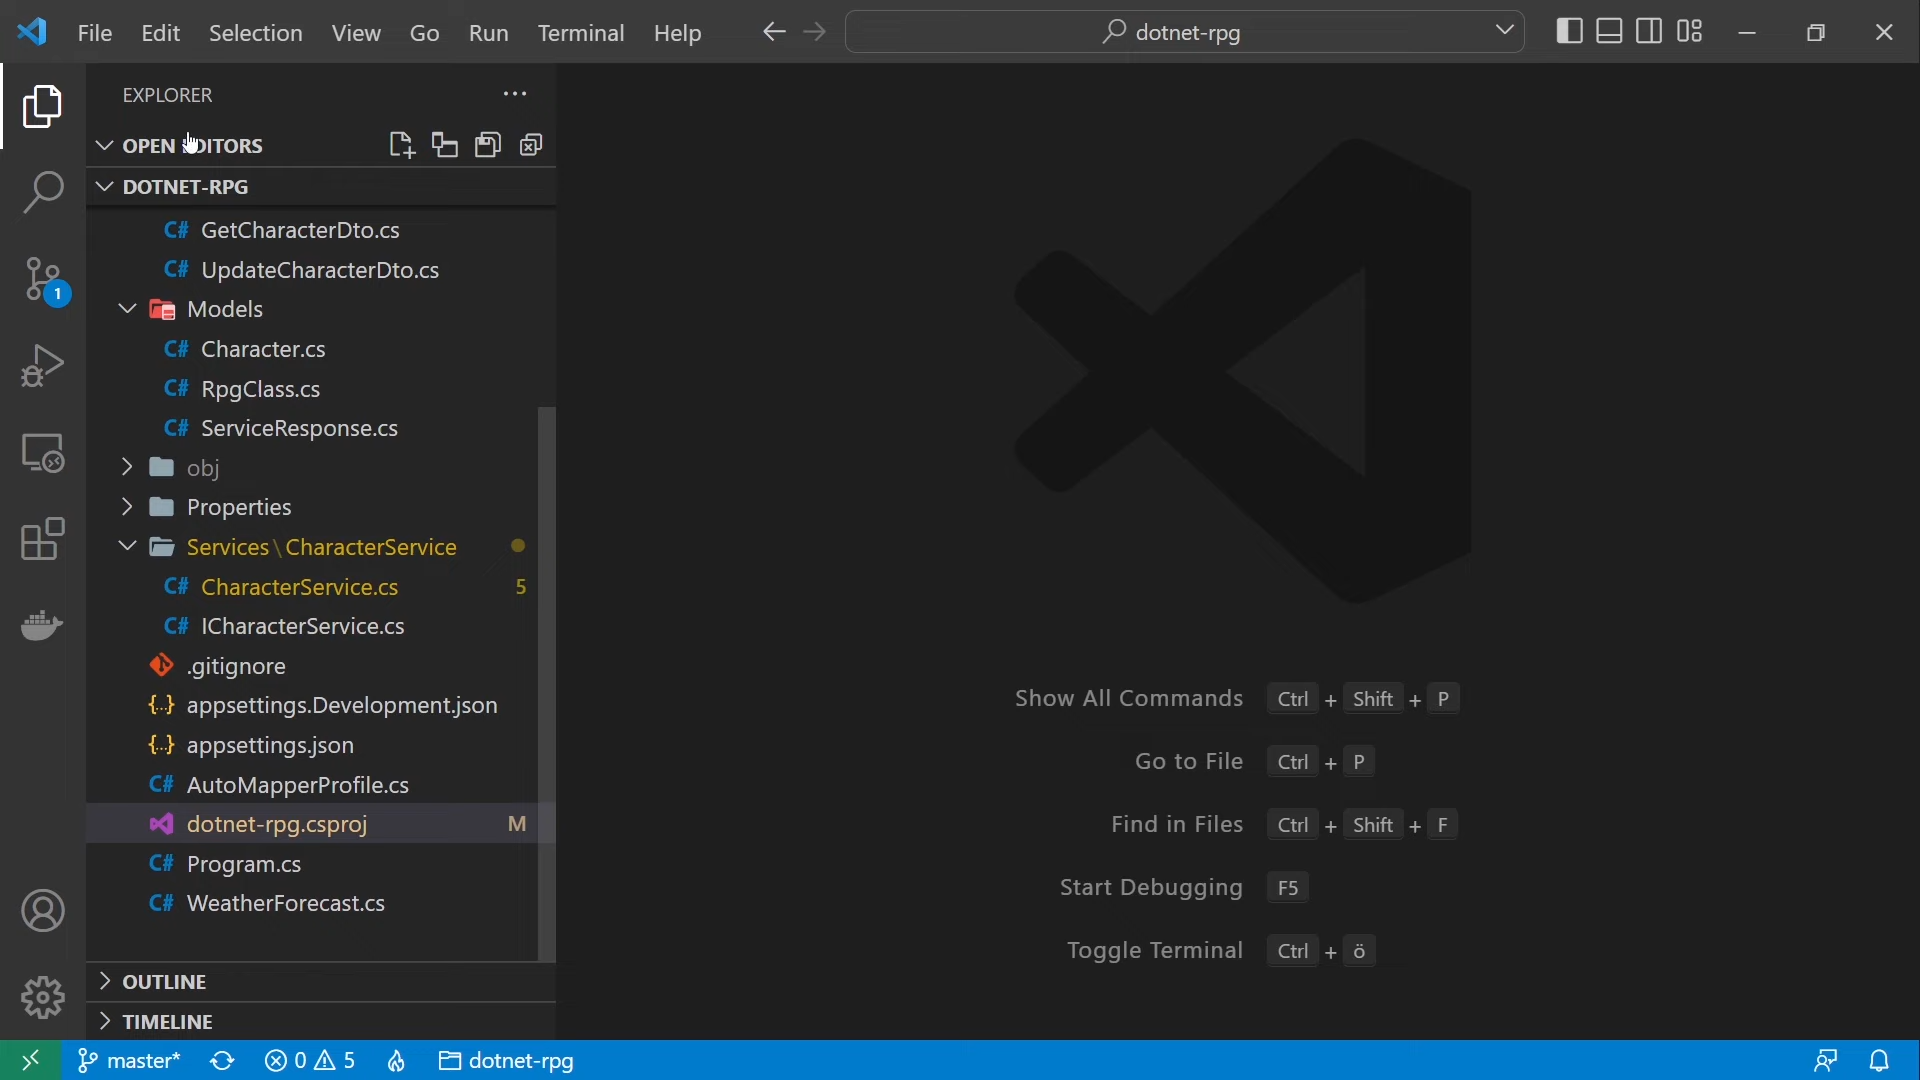 File Edit Selection View Go Run Terminal Help
dotnet-rpg
EXPLORER
OPEN EDITORS
DOTNET-RPG
C# GetCharacterDto.cs
C# UpdateCharacterDto.cs
Models
C# Character.cs
C# RpgClass.cs
C# ServiceResponse.cs
obj
Properties
Services\CharacterService
C# CharacterService.cs 5
C# ICharacterService.cs
.gitignore
{..} appsettings.Development.json
{..} appsettings.json
C# AutoMapperProfile.cs
dotnet-rpg.csproj M
C# Program.cs
C# WeatherForecast.cs
OUTLINE
TIMELINE
1
Show All Commands Ctrl + Shift + P
Go to File Ctrl + P
Find in Files Ctrl + Shift + F
Start Debugging F5
Toggle Terminal Ctrl + ö
master* 0 5 dotnet-rpg